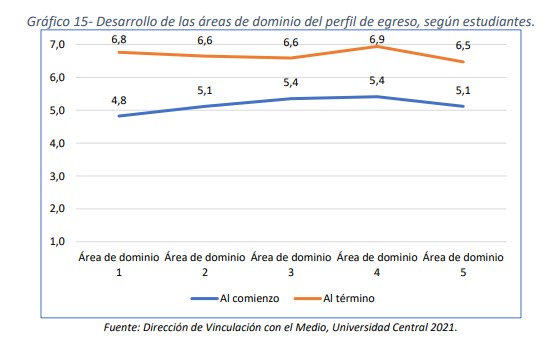 Gráfico 15- Desarrollo de las áreas de dominio del perfil de egreso, según estudiantes.
7,0
6,8
6,6
6,6
6,9
6,5
6,0
5,0
4,8
5,1
5,4
5,4
5,1
4,0
3,0
2,0
1,0
Área de dominio 1
Área de dominio 2
Área de dominio 3
Área de dominio 4
Área de dominio 5
Al comienzo
Al término
Fuente: Dirección de Vinculación con el Medio, Universidad Central 2021.